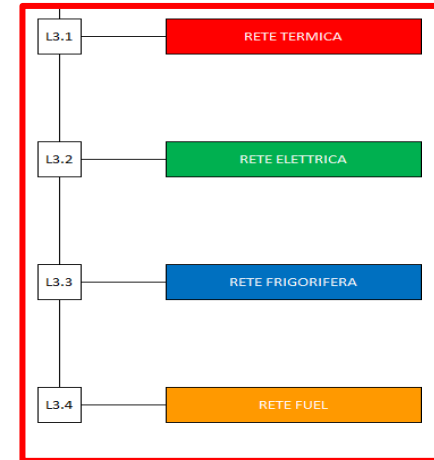 L3.1 RETE TERMICA
L3.2 RETE ELETTRICA
L3.3 RETE FRIGORIFERA
L3.4 RETE FUEL